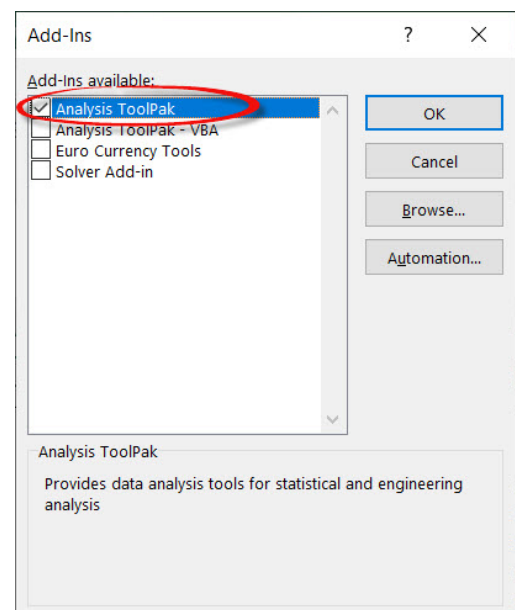 Add-Ins ? ×
Add-Ins available:
Analysis ToolPak
Analysis ToolPak - VBA
Euro Currency Tools
Solver Add-in
OK
Cancel
Browse...
Automation...
Analysis ToolPak
Provides data analysis tools for statistical and engineering
analysis